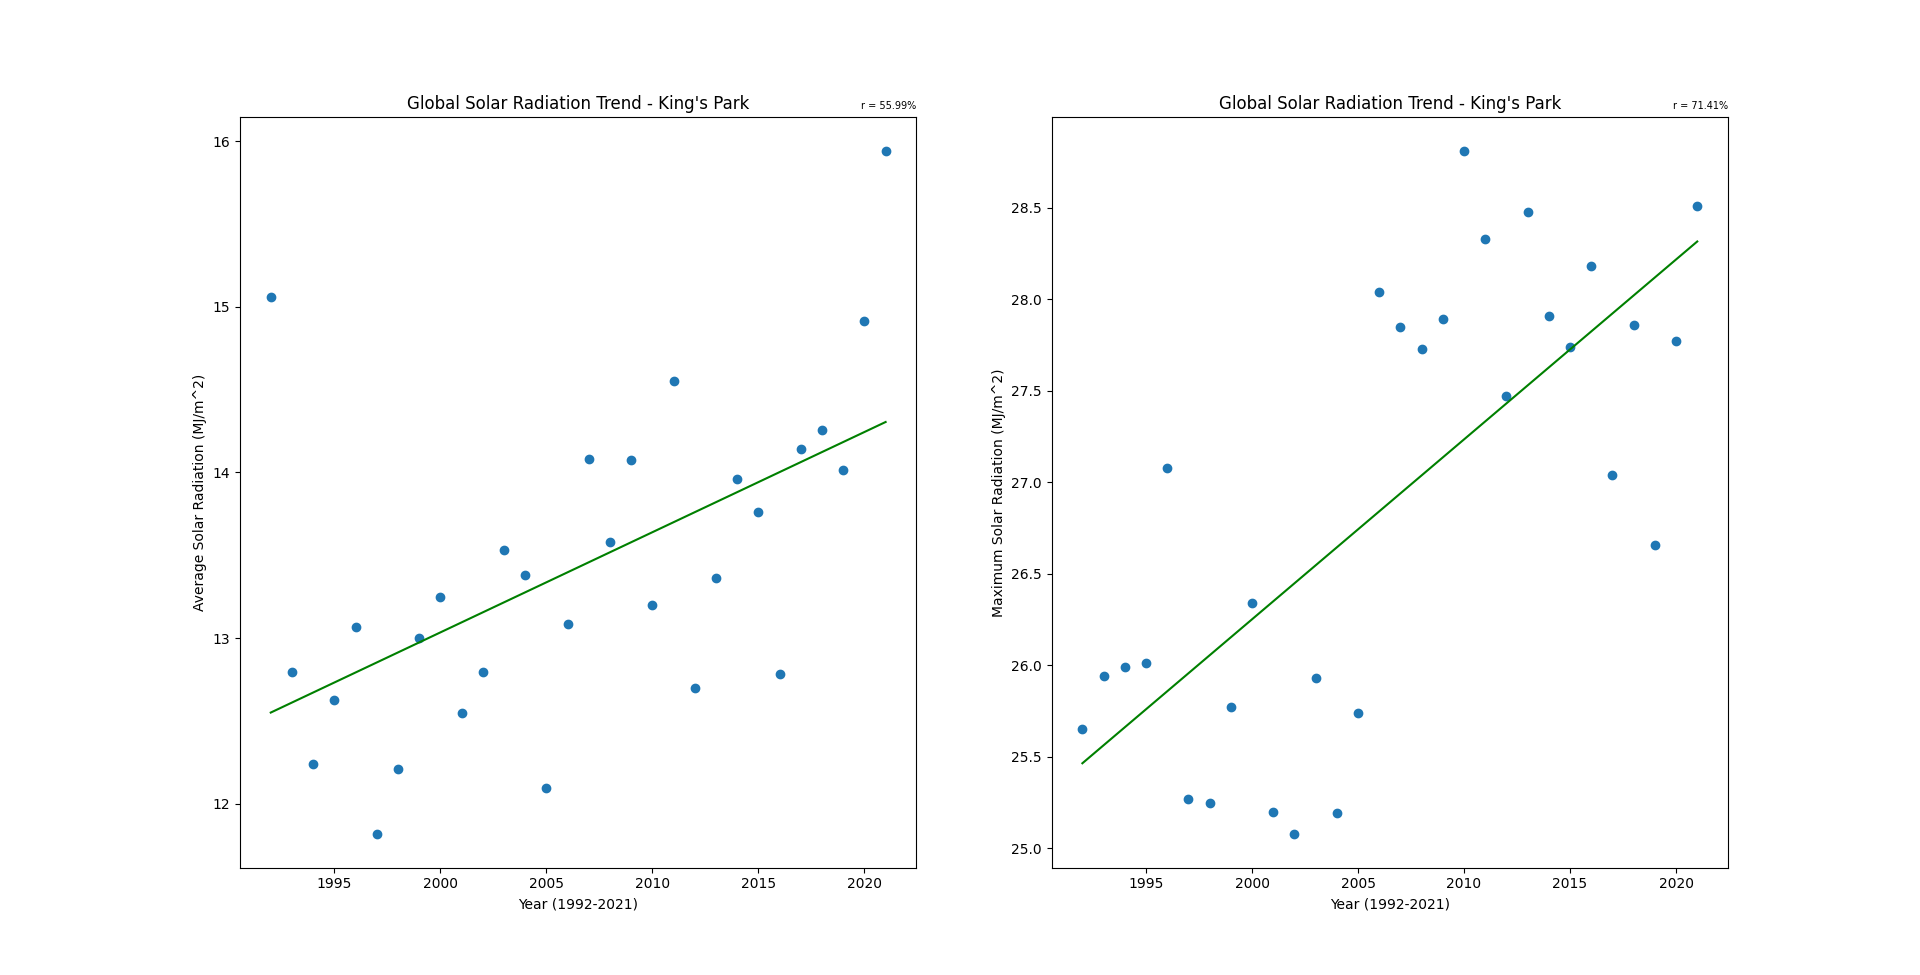 Global Solar Radiation Trend - King's Park
r = 55.99%
16
15
14
13
12
Average Solar Radiation (MJ/m^2)
1995 2000 2005 2010 2015 2020
Year (1992-2021)
Global Solar Radiation Trend - King's Park
r = 71.41%
28.5
28.0
27.5
27.0
26.5
26.0
25.5
25.0
Maximum Solar Radiation (MJ/m^2)
1995 2000 2005 2010 2015 2020
Year (1992-2021)